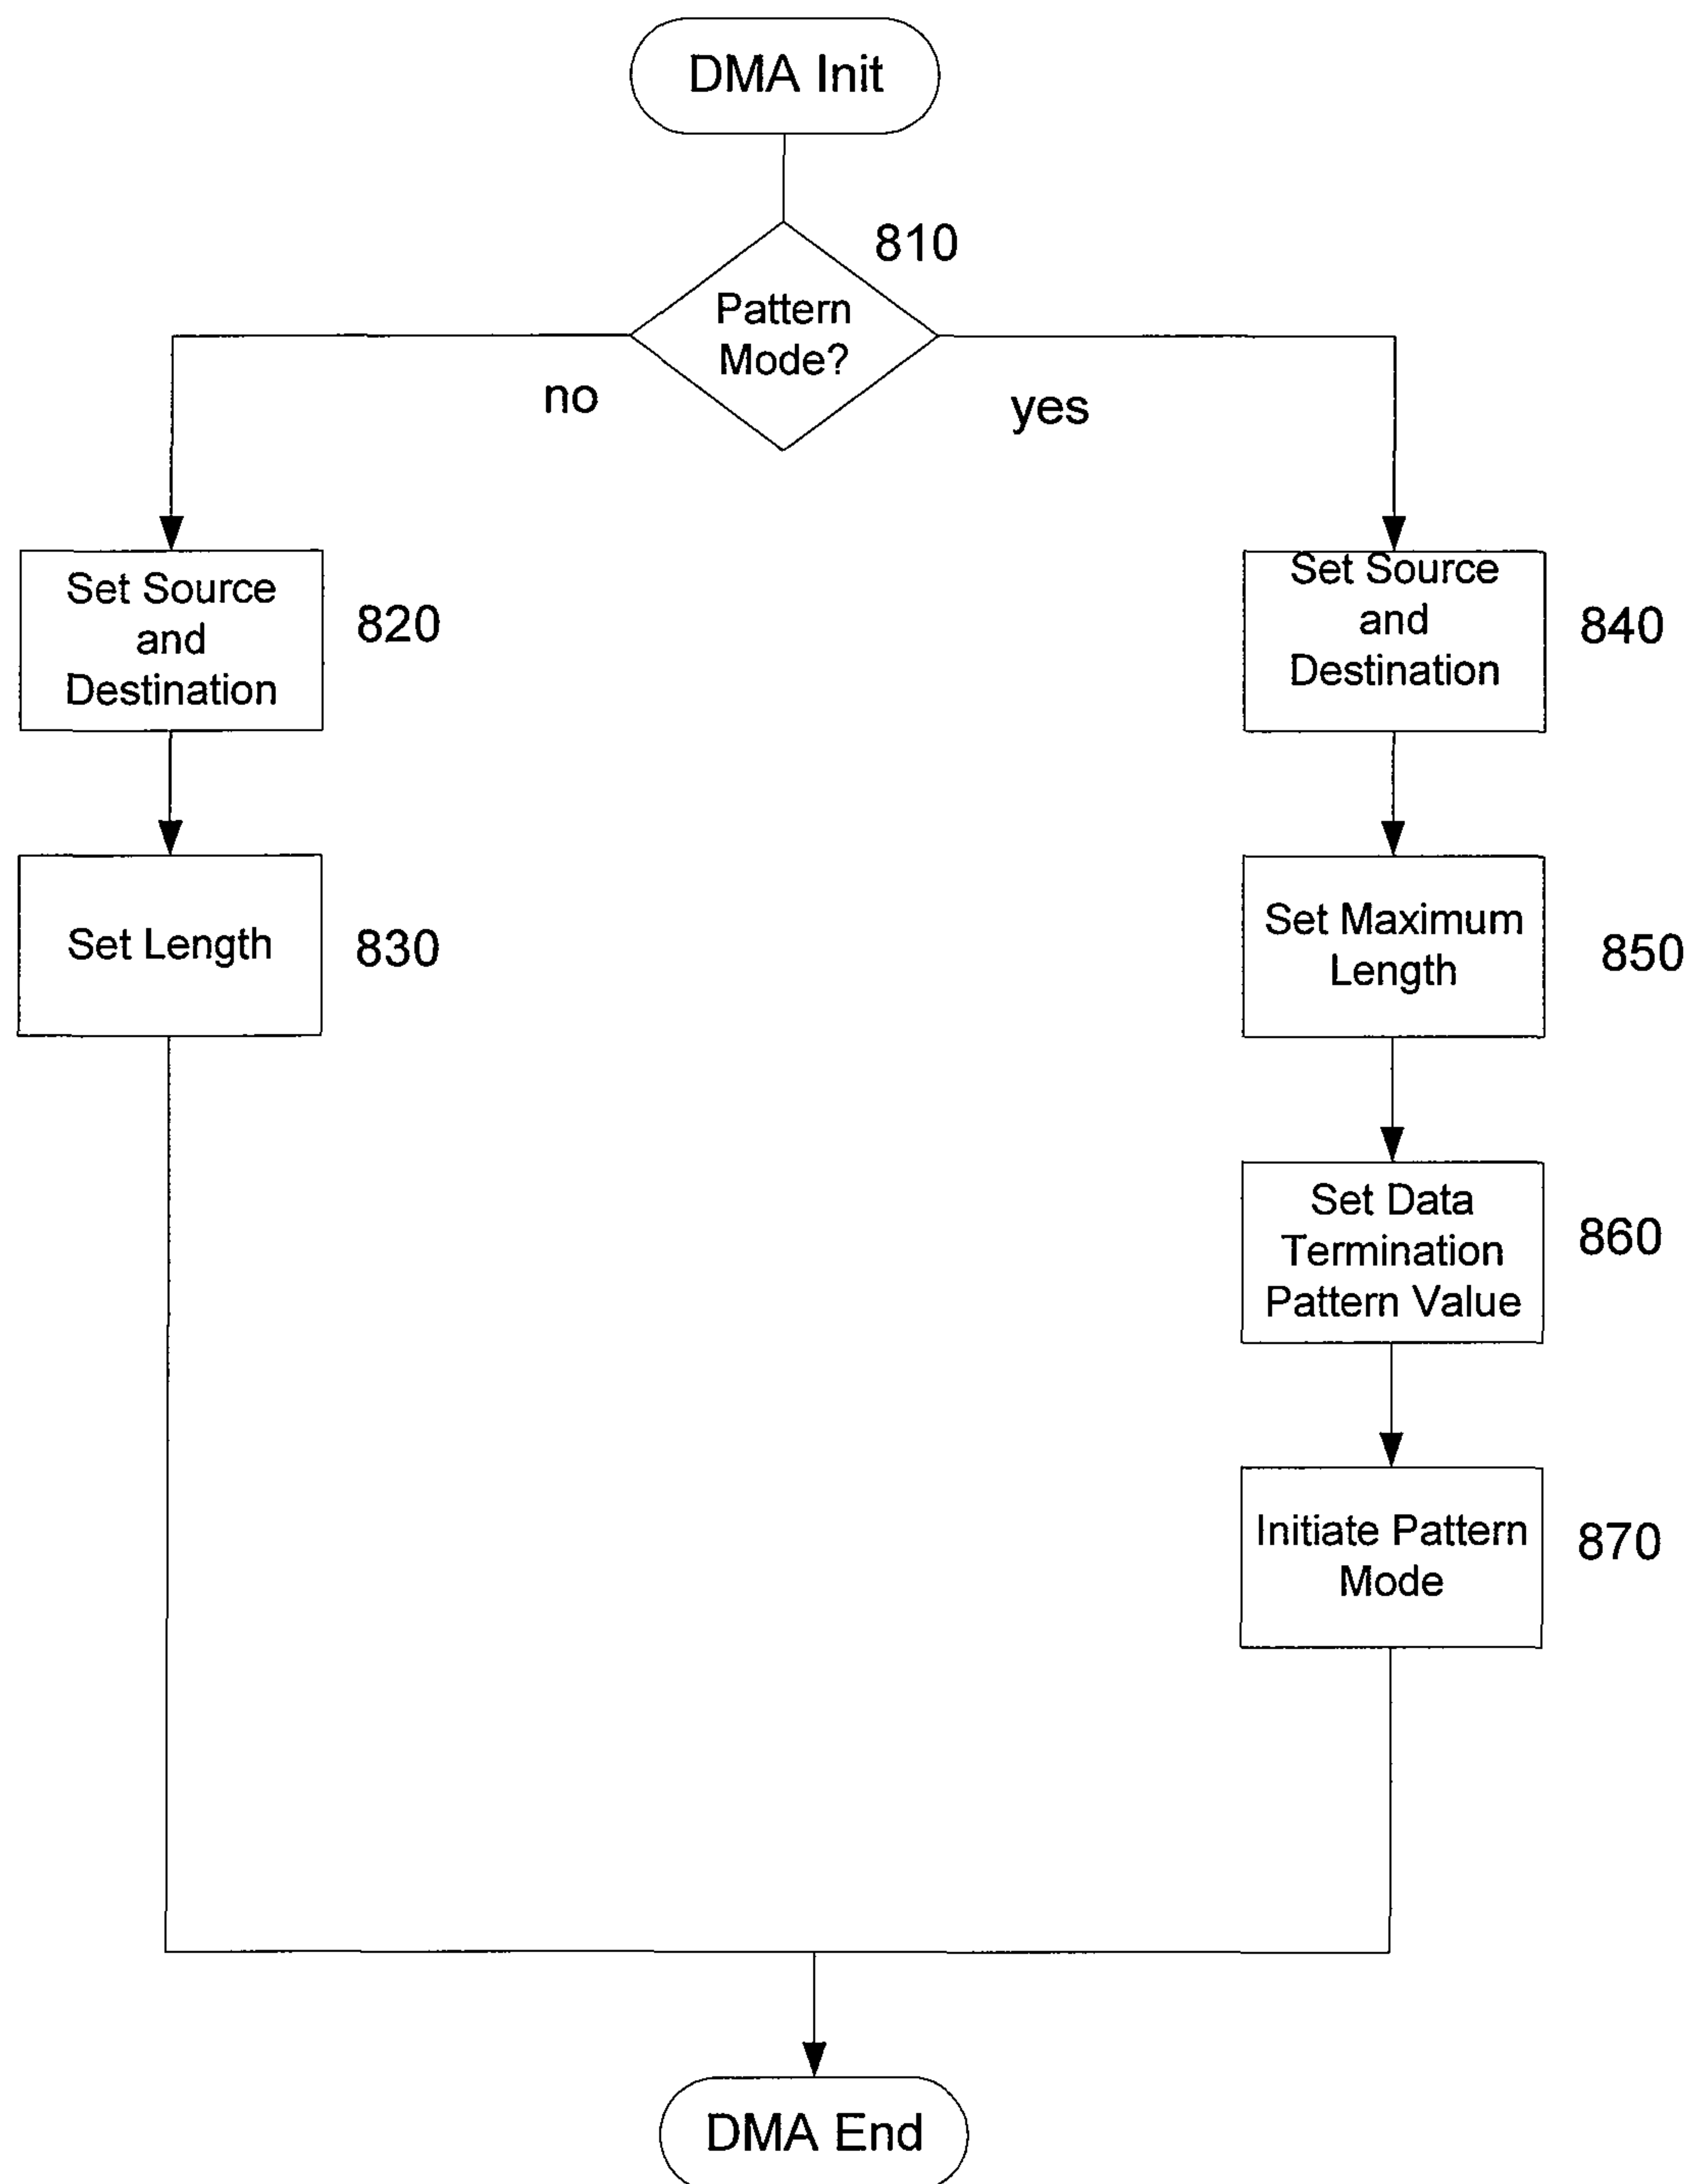 DMA Init
810
Pattern
Mode?
no
yes
Set Source
and
Destination
820
Set Length
830
Set Source
and
Destination
840
Set Maximum
Length
850
Set Data
Termination
Pattern Value
860
Initiate Pattern
Mode
870
DMA End